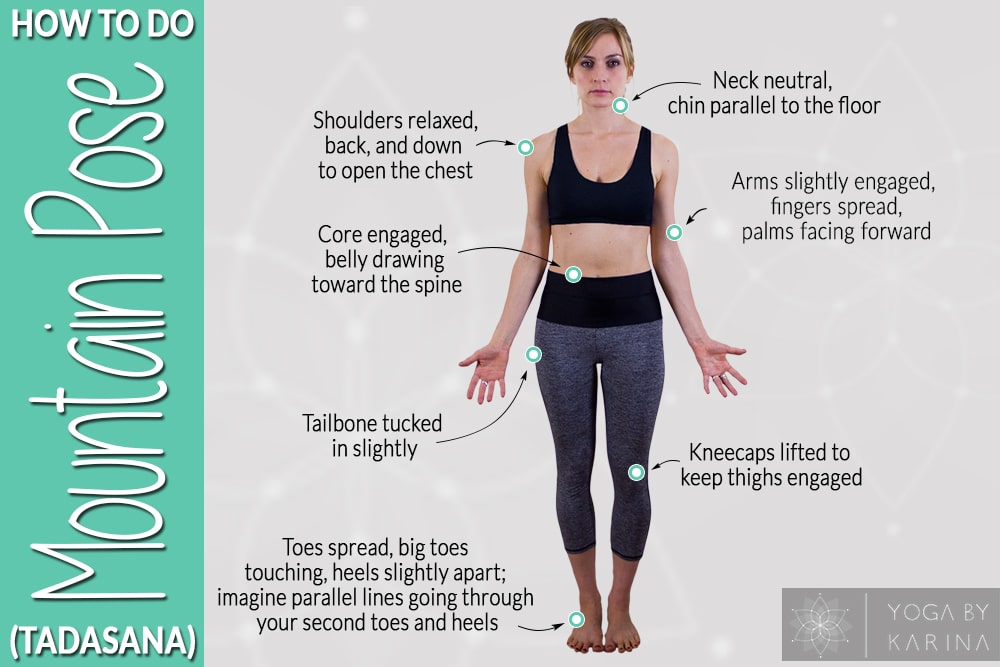 HOW TO DO
Mountain Pose
(TADASANA)
Neck neutral,
chin parallel to the floor
Shoulders relaxed,
back, and down
to open the chest
Arms slightly engaged,
fingers spread,
palms facing forward
Core engaged,
belly drawing
toward the spine
Tailbone tucked
in slightly
Kneecaps lifted to
keep thighs engaged
Toes spread, big toes
touching, heels slightly apart;
imagine parallel lines going through
your second toes and heels
YOGA BY
KARINA